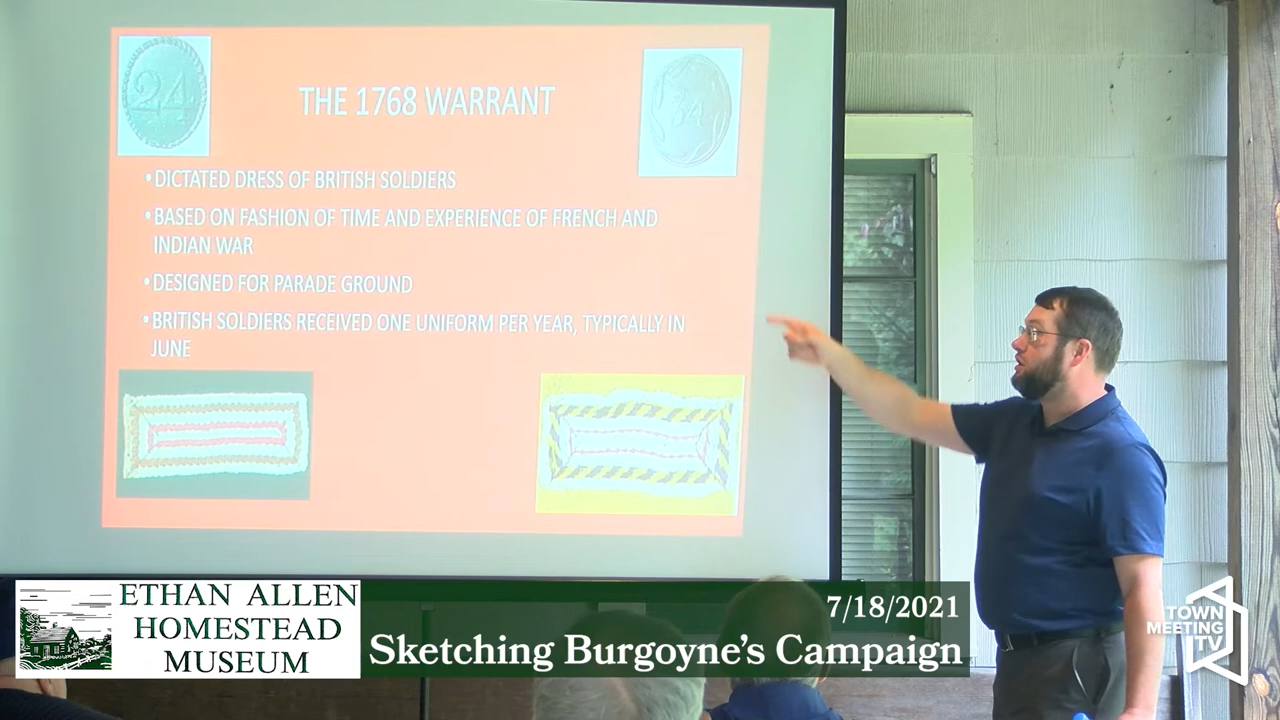 24
THE 1768 WARRANT
34
• DICTATED DRESS OF BRITISH SOLDIERS
• BASED ON FASHION OF TIME AND EXPERIENCE OF FRENCH AND
INDIAN WAR
• DESIGNED FOR PARADE GROUND
• BRITISH SOLDIERS RECEIVED ONE UNIFORM PER YEAR, TYPICALLY IN
JUNE
ETHAN ALLEN
HOMESTEAD
MUSEUM
7/18/2021
Sketching Burgoyne's Campaign
TOWN
MEETING
TV